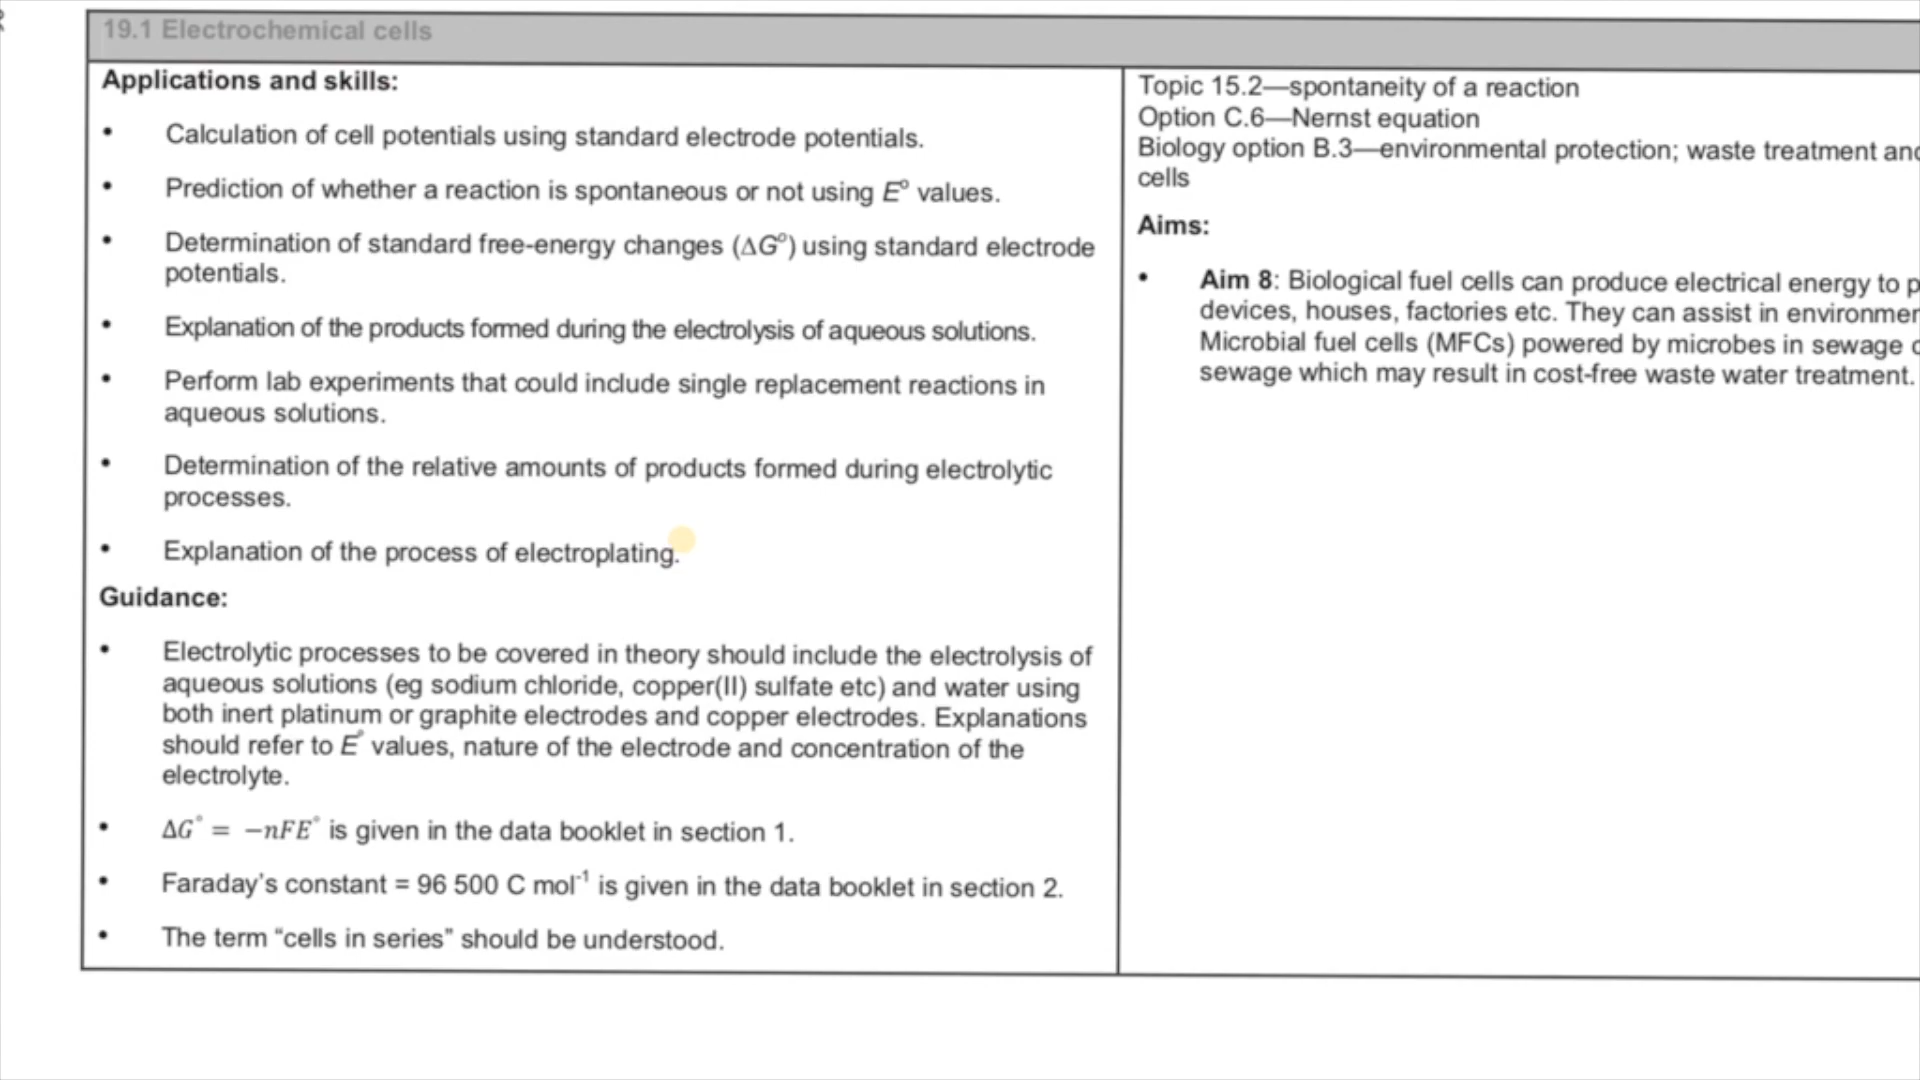 19.1 Electrochemical cells
Applications and skills:
• Calculation of cell potentials using standard electrode potentials.
• Prediction of whether a reaction is spontaneous or not using E° values.
• Determination of standard free-energy changes (ΔG°) using standard electrode
potentials.
• Explanation of the products formed during the electrolysis of aqueous solutions.
• Perform lab experiments that could include single replacement reactions in
aqueous solutions.
• Determination of the relative amounts of products formed during electrolytic
processes.
• Explanation of the process of electroplating.
Guidance:
• Electrolytic processes to be covered in theory should include the electrolysis of
aqueous solutions (eg sodium chloride, copper(II) sulfate etc) and water using
both inert platinum or graphite electrodes and copper electrodes. Explanations
should refer to E° values, nature of the electrode and concentration of the
electrolyte.
• ΔG° = −nFE° is given in the data booklet in section 1.
• Faraday’s constant = 96 500 C mol⁻¹ is given in the data booklet in section 2.
• The term “cells in series” should be understood.
Topic 15.2—spontaneity of a reaction
Option C.6—Nernst equation
Biology option B.3—environmental protection; waste treatment
cells
Aims:
• Aim 8: Biological fuel cells can produce electrical energy to
devices, houses, factories etc. They can assist in
Microbial fuel cells (MFCs) powered by microbes in sewage
sewage which may result in cost-free waste water treatment.